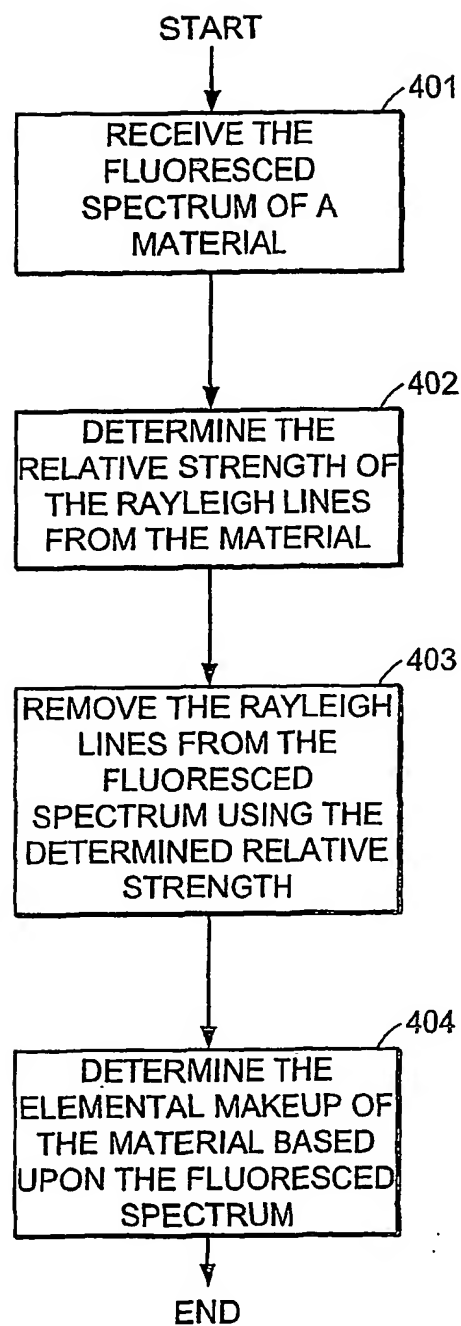 START
401
RECEIVE THE
FLUORESCED
SPECTRUM OF A
MATERIAL
402
DETERMINE THE
RELATIVE STRENGTH OF
THE RAYLEIGH LINES
FROM THE MATERIAL
403
REMOVE THE RAYLEIGH
LINES FROM THE
FLUORESCED
SPECTRUM USING THE
DETERMINED RELATIVE
STRENGTH
404
DETERMINE THE
ELEMENTAL MAKEUP OF
THE MATERIAL BASED
UPON THE FLUORESCED
SPECTRUM
END